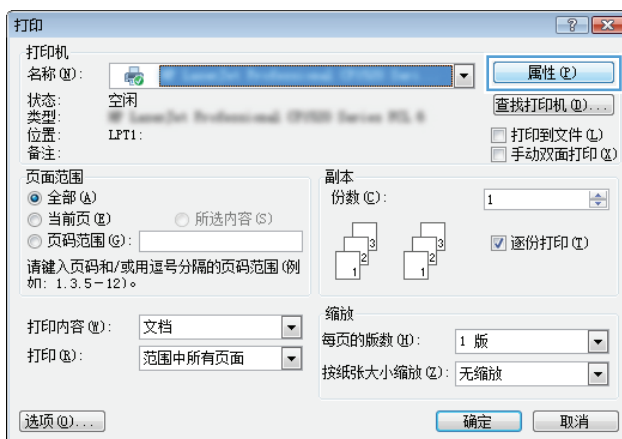 打印
打印机
名称(N):
属性(P)
状态: 空闲
查找打印机(D)...
类型:
位置: LPT1:
打印到文件(L)
备注:
手动双面打印(X)
页面范围
全部(A)
当前页(E) 所选内容(S)
页码范围(G):
请键入页码和/或用逗号分隔的页码范围(例
如: 1.3.5-12)。
副本
份数(C): 1
3 3
2 2
1 1
逐份打印(T)
打印内容(W): 文档
打印(R): 范围中所有页面
缩放
每页的版数(H): 1 版
按纸张大小缩放(Z): 无缩放
选项(O)... 确定 取消